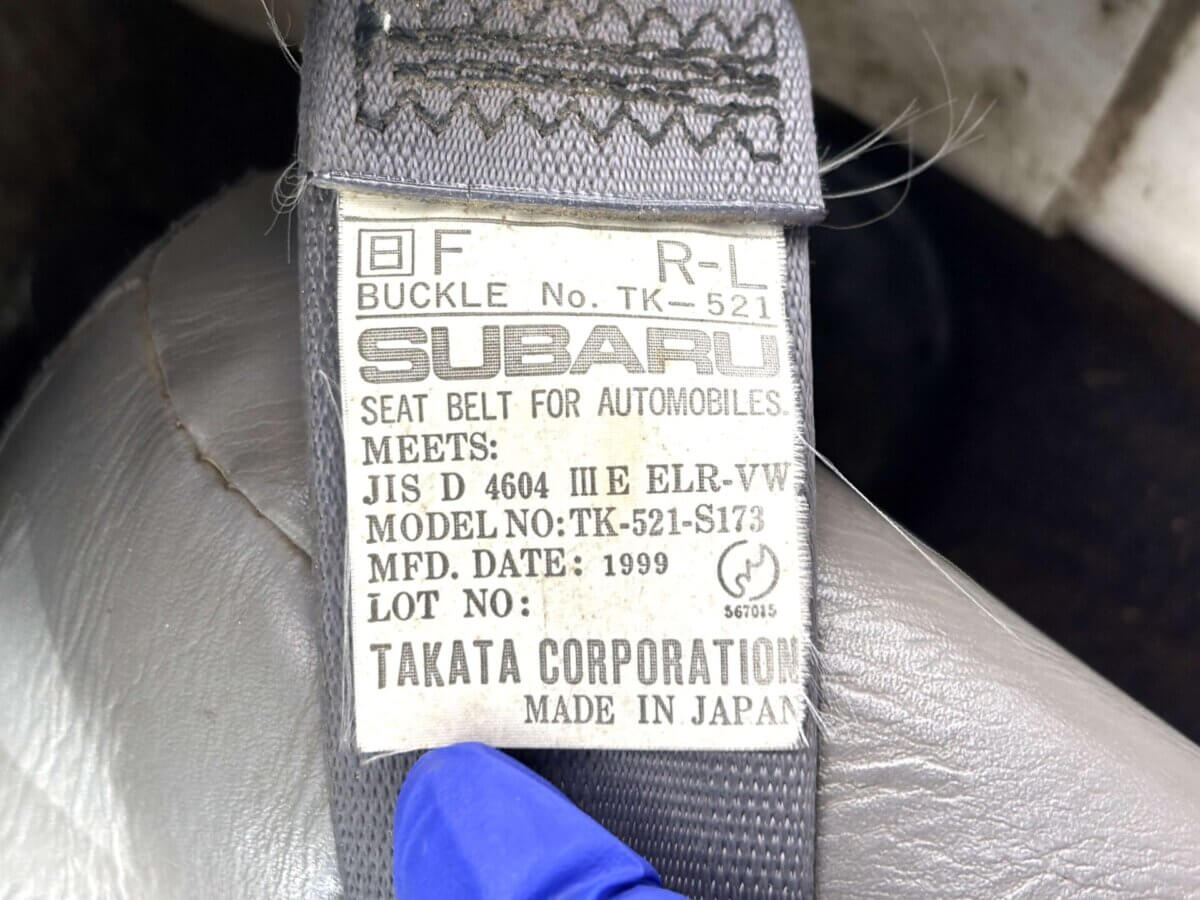 日 F R-L
BUCKLE No. TK-521
SUBARU
SEAT BELT FOR AUTOMOBILES.
MEETS:
JIS D 4604 III E ELR-VW
MODEL NO: TK-521-S173
MFD. DATE: 1999
LOT NO:
567015
TAKATA CORPORATION
MADE IN JAPAN